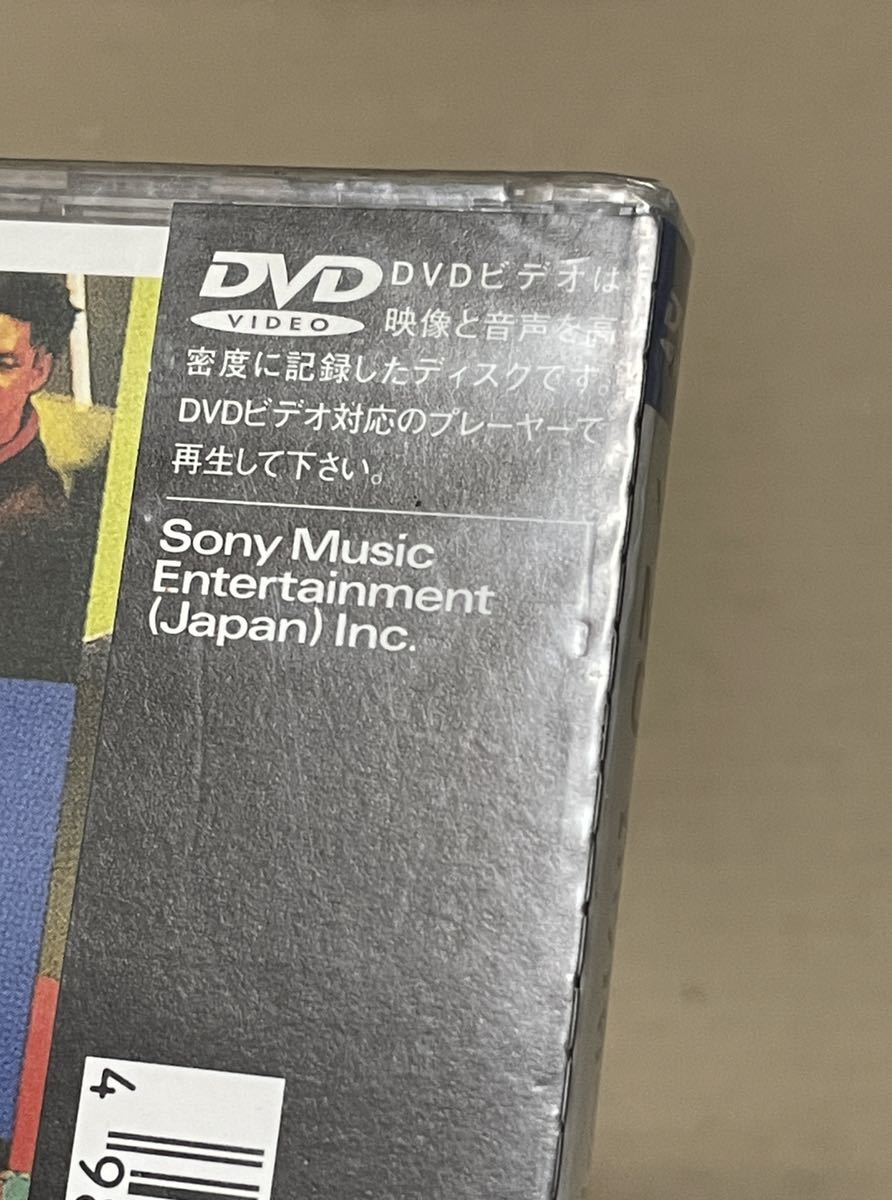 DVD
VIDEO
DVDビデオは
映像と音声を高
密度に記録したディスクです。
DVDビデオ対応のプレーヤーで
再生して下さい。
Sony Music
Entertainment
(Japan) Inc.
4 98